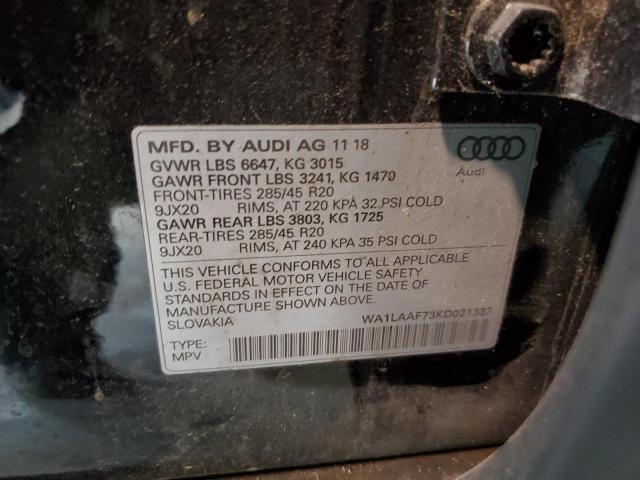 MFD. BY AUDI AG 11 18
GVWR LBS 6647, KG 3015
GAWR FRONT LBS 3241, KG 1470
FRONT-TIRES 285/45 R20
9JX20 RIMS, AT 220 KPA 32 PSI COLD
GAWR REAR LBS 3803, KG 1725
REAR-TIRES 285/45 R20
9JX20 RIMS, AT 240 KPA 35 PSI COLD
Audi
THIS VEHICLE CONFORMS TO ALL APPLICABLE
U.S. FEDERAL MOTOR VEHICLE SAFETY
STANDARDS IN EFFECT ON THE DATE OF
MANUFACTURE SHOWN ABOVE.
SLOVAKIA
WA1LAAF73KD021337
TYPE:
MPV